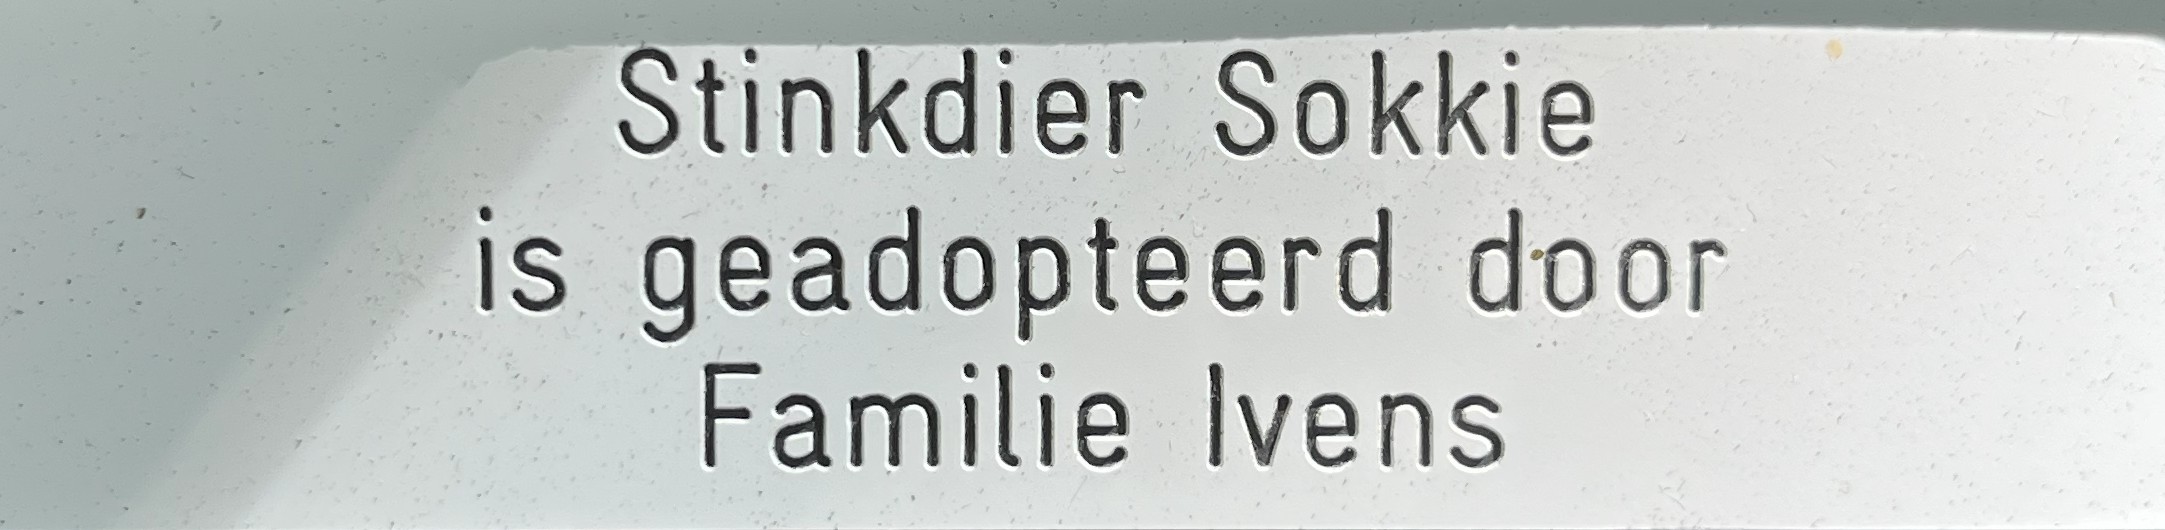 Stinkdier Sokkie
is geadopteerd door
Familie Ivens